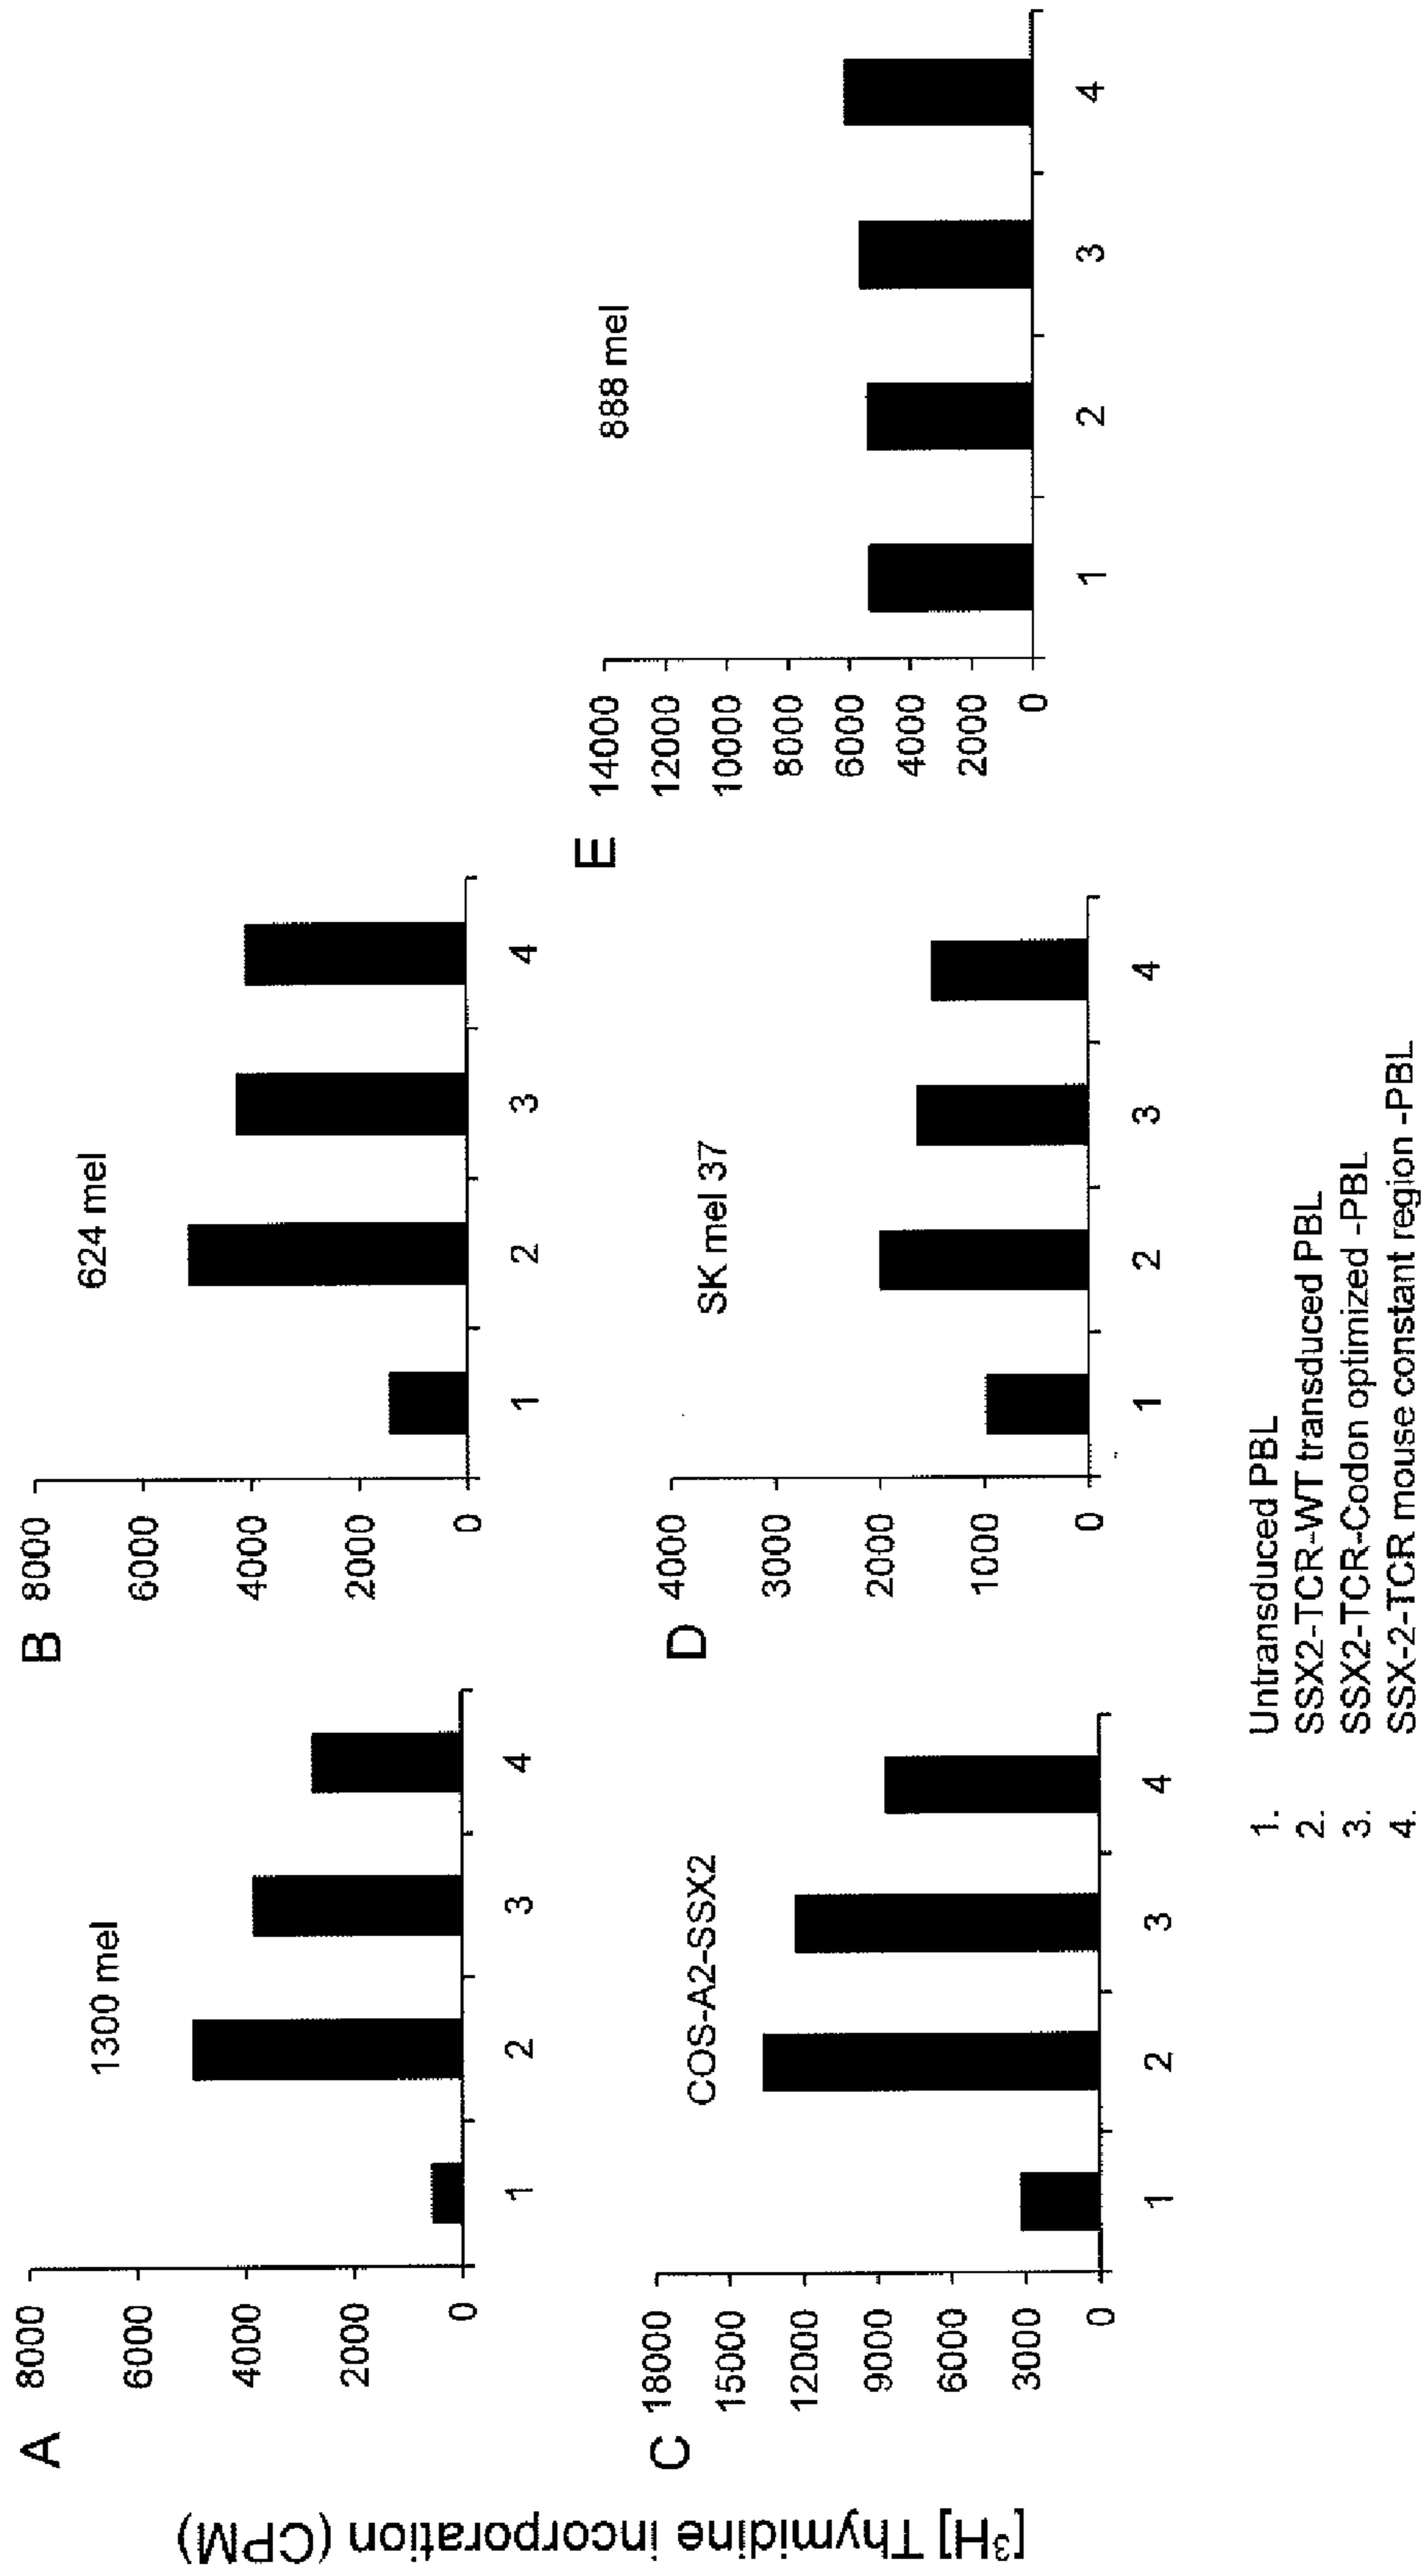 [³H] Thymidine incorporation (CPM)
A
1300 mel
8000
6000
4000
2000
0
1 2 3 4
B
624 mel
8000
6000
4000
2000
0
1 2 3 4
C
COS-A2-SSX2
18000
15000
12000
9000
6000
3000
0
1 2 3 4
D
SK mel 37
4000
3000
2000
1000
0
1 2 3 4
E
888 mel
14000
12000
10000
8000
6000
4000
2000
0
1 2 3 4
1. Untransduced PBL
2. SSX2-TCR-WT transduced PBL
3. SSX2-TCR-Codon optimized -PBL
4. SSX-2-TCR mouse constant region -PBL